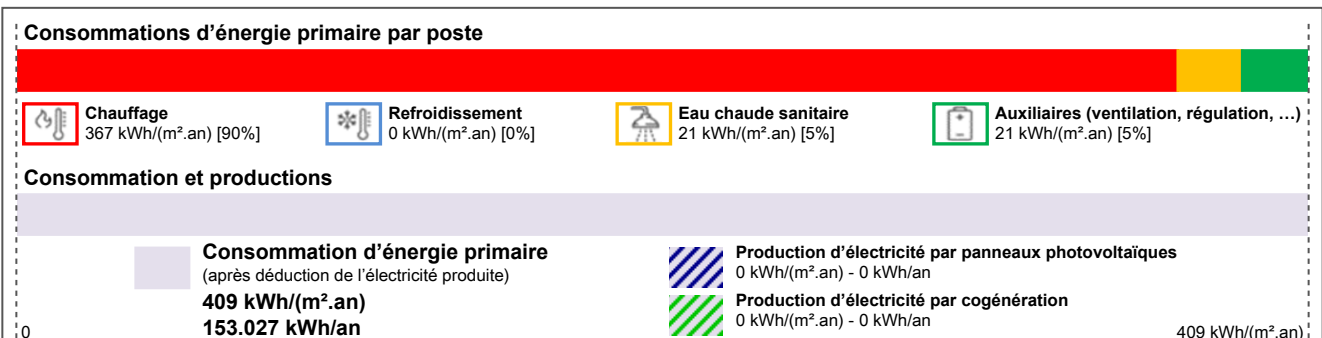 Consommations d’énergie primaire par poste
Chauffage
367 kWh/(m².an) [90%]
Refroidissement
0 kWh/(m².an) [0%]
Eau chaude sanitaire
21 kWh/(m².an) [5%]
Auxiliaires (ventilation, régulation, …)
21 kWh/(m².an) [5%]
Consommation et productions
Consommation d’énergie primaire
(après déduction de l’électricité produite)
409 kWh/(m².an)
153.027 kWh/an
Production d’électricité par panneaux photovoltaïques
0 kWh/(m².an) - 0 kWh/an
Production d’électricité par cogénération
0 kWh/(m².an) - 0 kWh/an
0
409 kWh/(m².an)